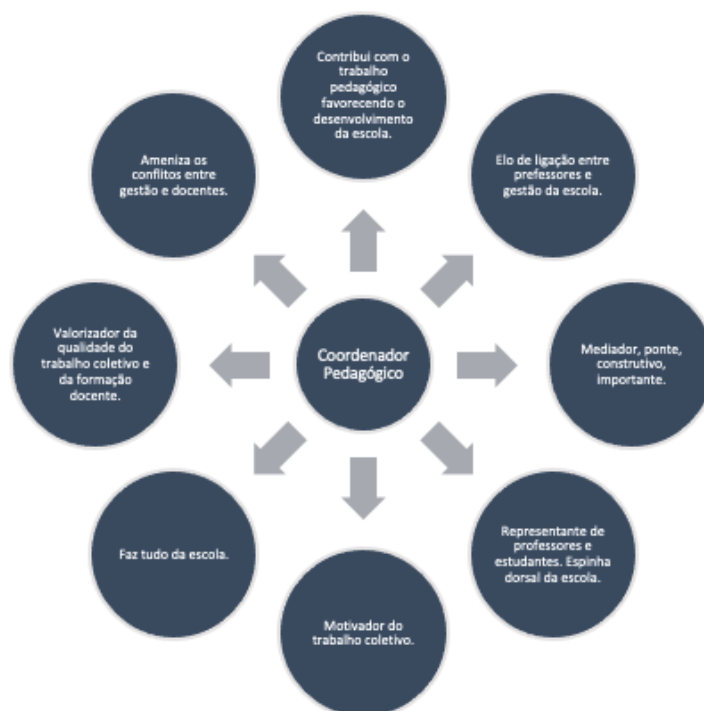 Contribui com o
trabalho
pedagógico
favorecendo o
desenvolvimento
da escola.
Elo de ligação entre
prefessores e
gestão da escola.
Mediador, ponte,
construtivo,
importante.
Representante de
professores e
estudantes. Espinha
dorsal da escola.
Motivador do
trabalho coletivo.
Faz tudo da escola.
Valorizador da
qualidade do
trabalho coletivo e
da formação
docente.
Ameniza os
conflitos entre
gestão e docentes.
Coordenador
Pedagógico